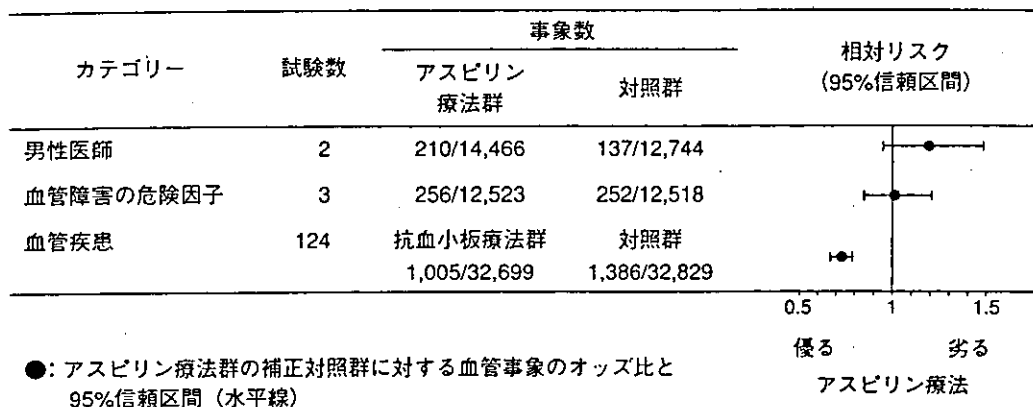 カテゴリー 試験数 事象数 相対リスク
(95%信頼区間)
アスピリン
療法群 対照群
男性医師 2 210/14,466 137/12,744
血管障害の危険因子 3 256/12,523 252/12,518
血管疾患 124 抗血小板療法群 対照群
1,005/32,699 1,386/32,829
0.5 1 1.5
優る 劣る
アスピリン療法
●: アスピリン療法群の補正対照群に対する血管事象のオッズ比と
95%信頼区間（水平線）